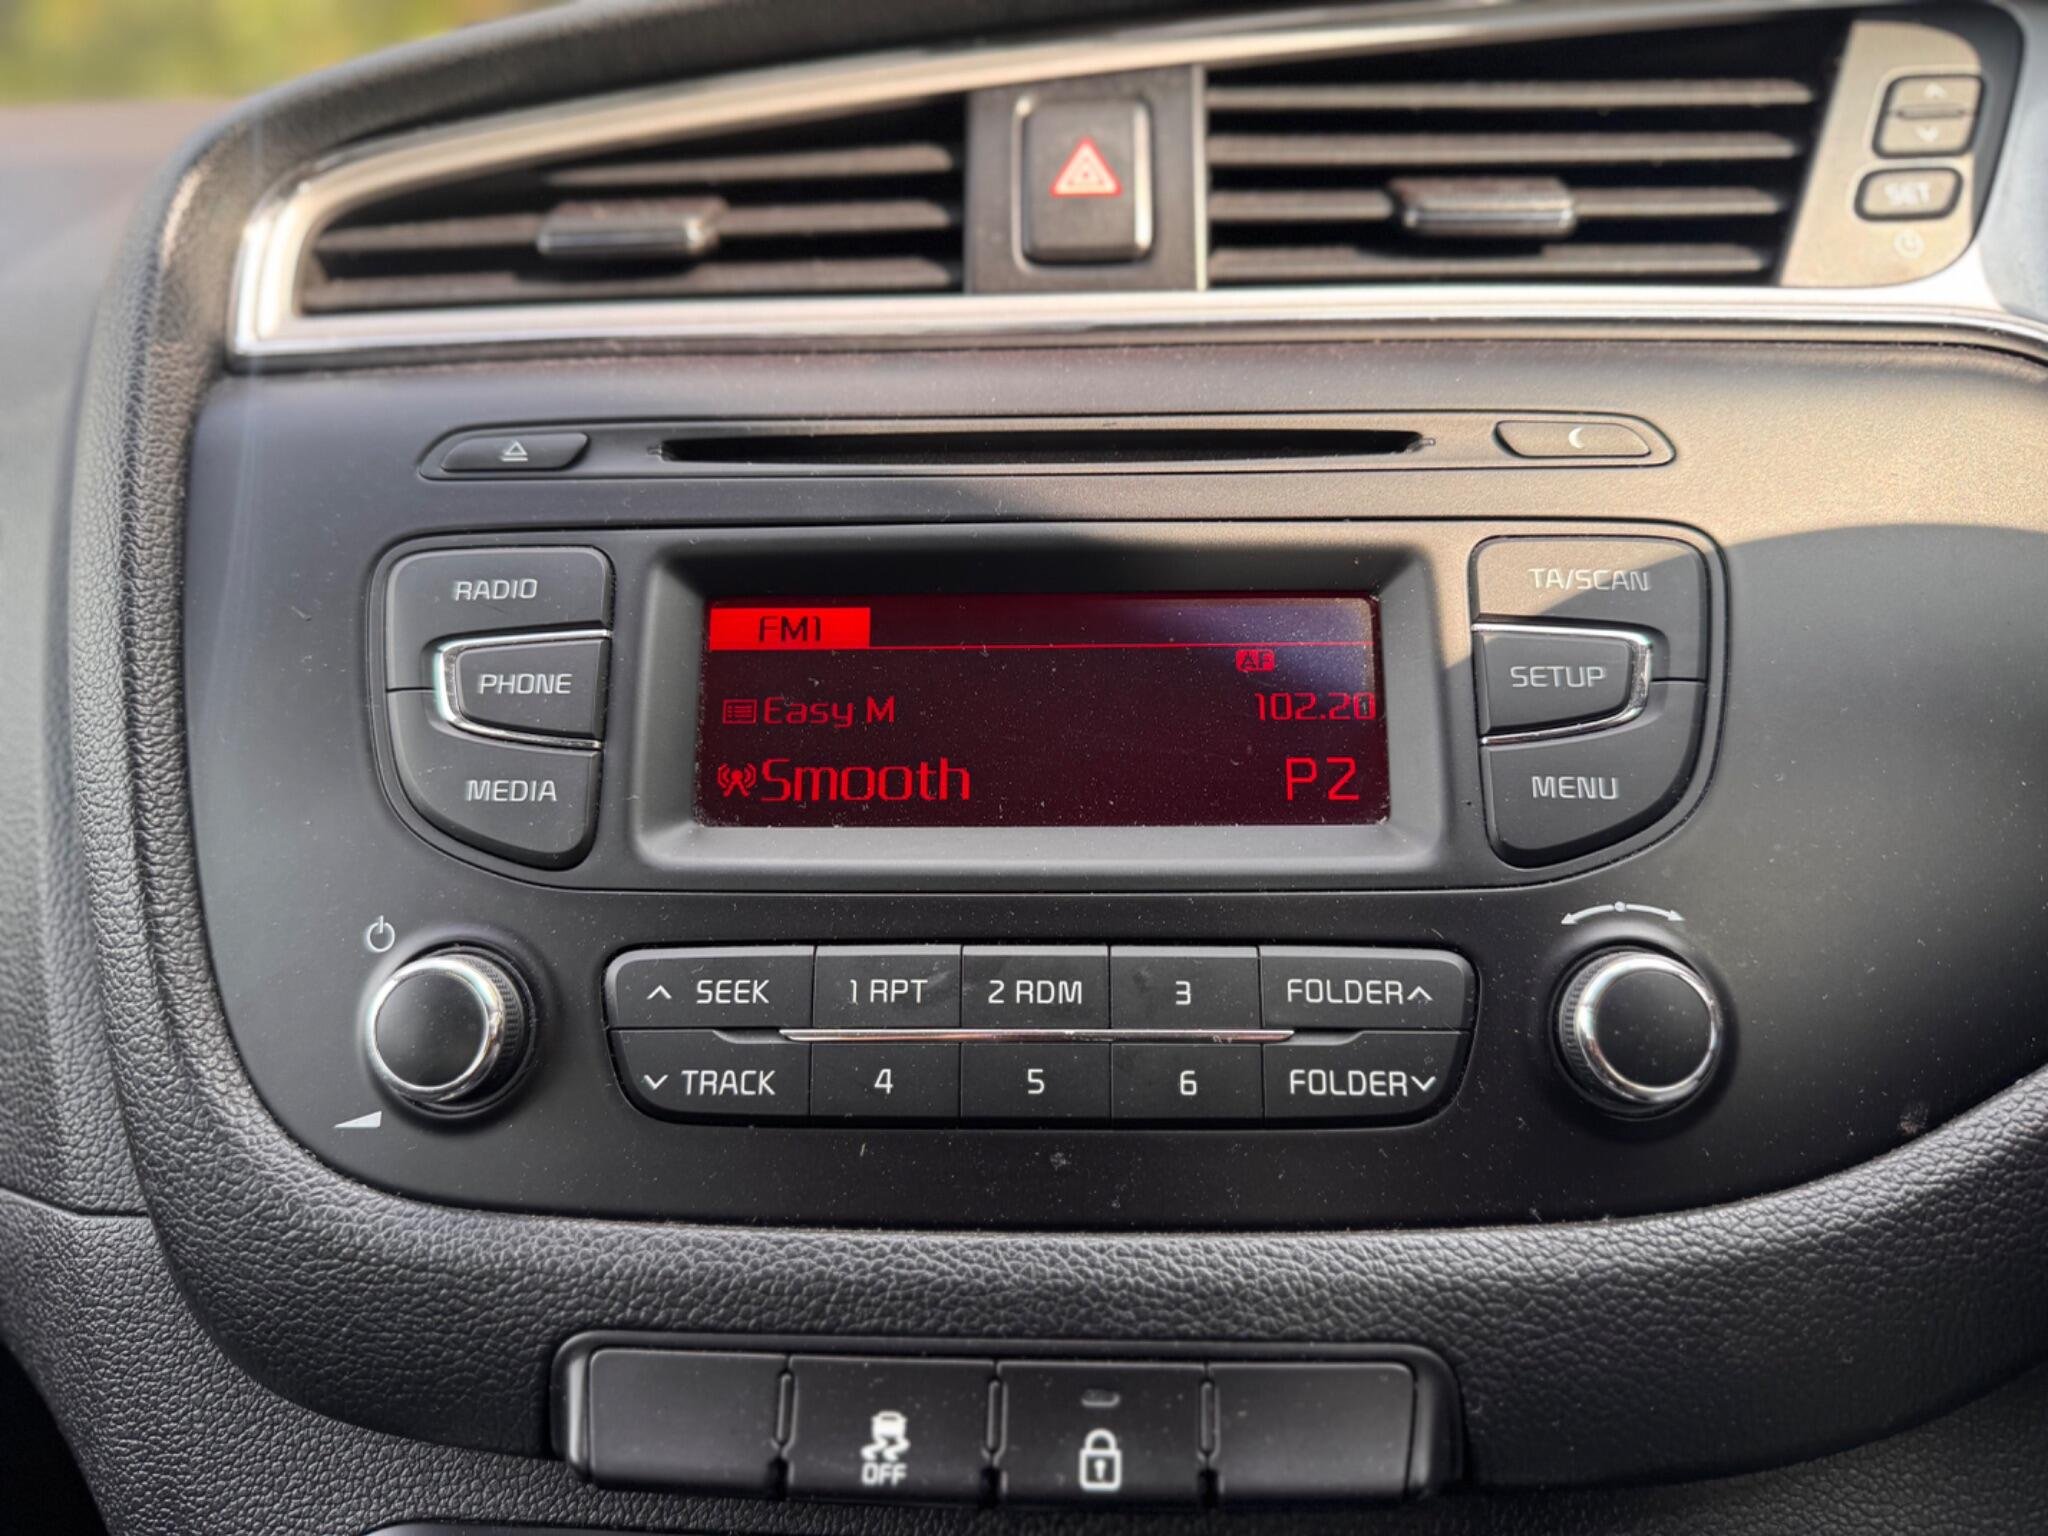 SET
RADIO
PHONE
MEDIA
FM1
AF
Easy M 102.20
Smooth P2
TA/SCAN
SETUP
MENU
SEEK 1 RPT 2 RDM 3 FOLDER
TRACK 4 5 6 FOLDER
OFF